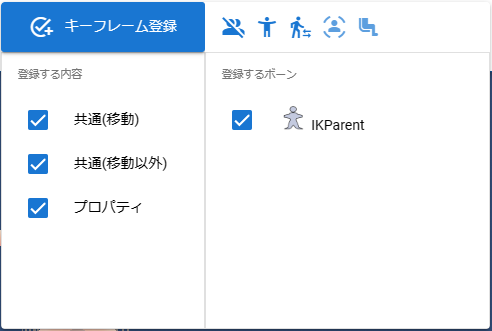 キーフレーム登録
登録する内容
共通(移動)
共通(移動以外)
プロパティ
登録するボーン
IKParent